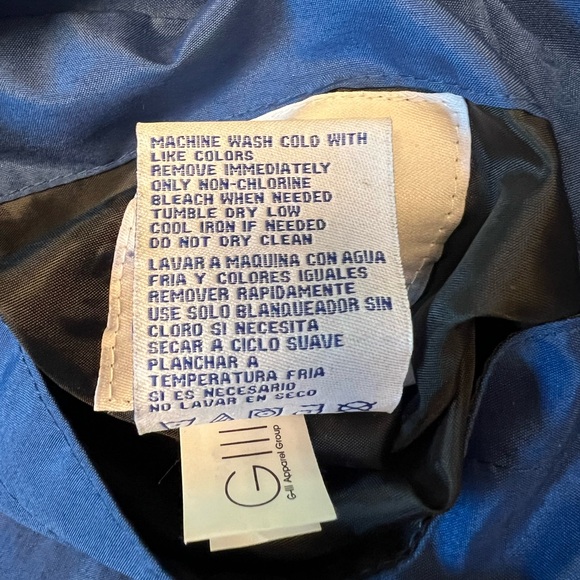 MACHINE WASH COLD WITH
LIKE COLORS
REMOVE IMMEDIATELY
ONLY NON-CHLORINE
BLEACH WHEN NEEDED
TUMBLE DRY LOW
COOL IRON IF NEEDED
DO NOT DRY CLEAN
LAVAR A MAQUINA CON AGUA
FRIA Y COLORES IGUALES
REMOVER RAPIDAMENTE
USE SOLO BLANQUEADOR SIN
CLORO SI NECESITA
SECAR A CICLO SUAVE
PLANCHAR A
TEMPERATURA FRIA
SI ES NECESARIO
NO LAVAR EN SECO
GIII
G-III Apparel Group